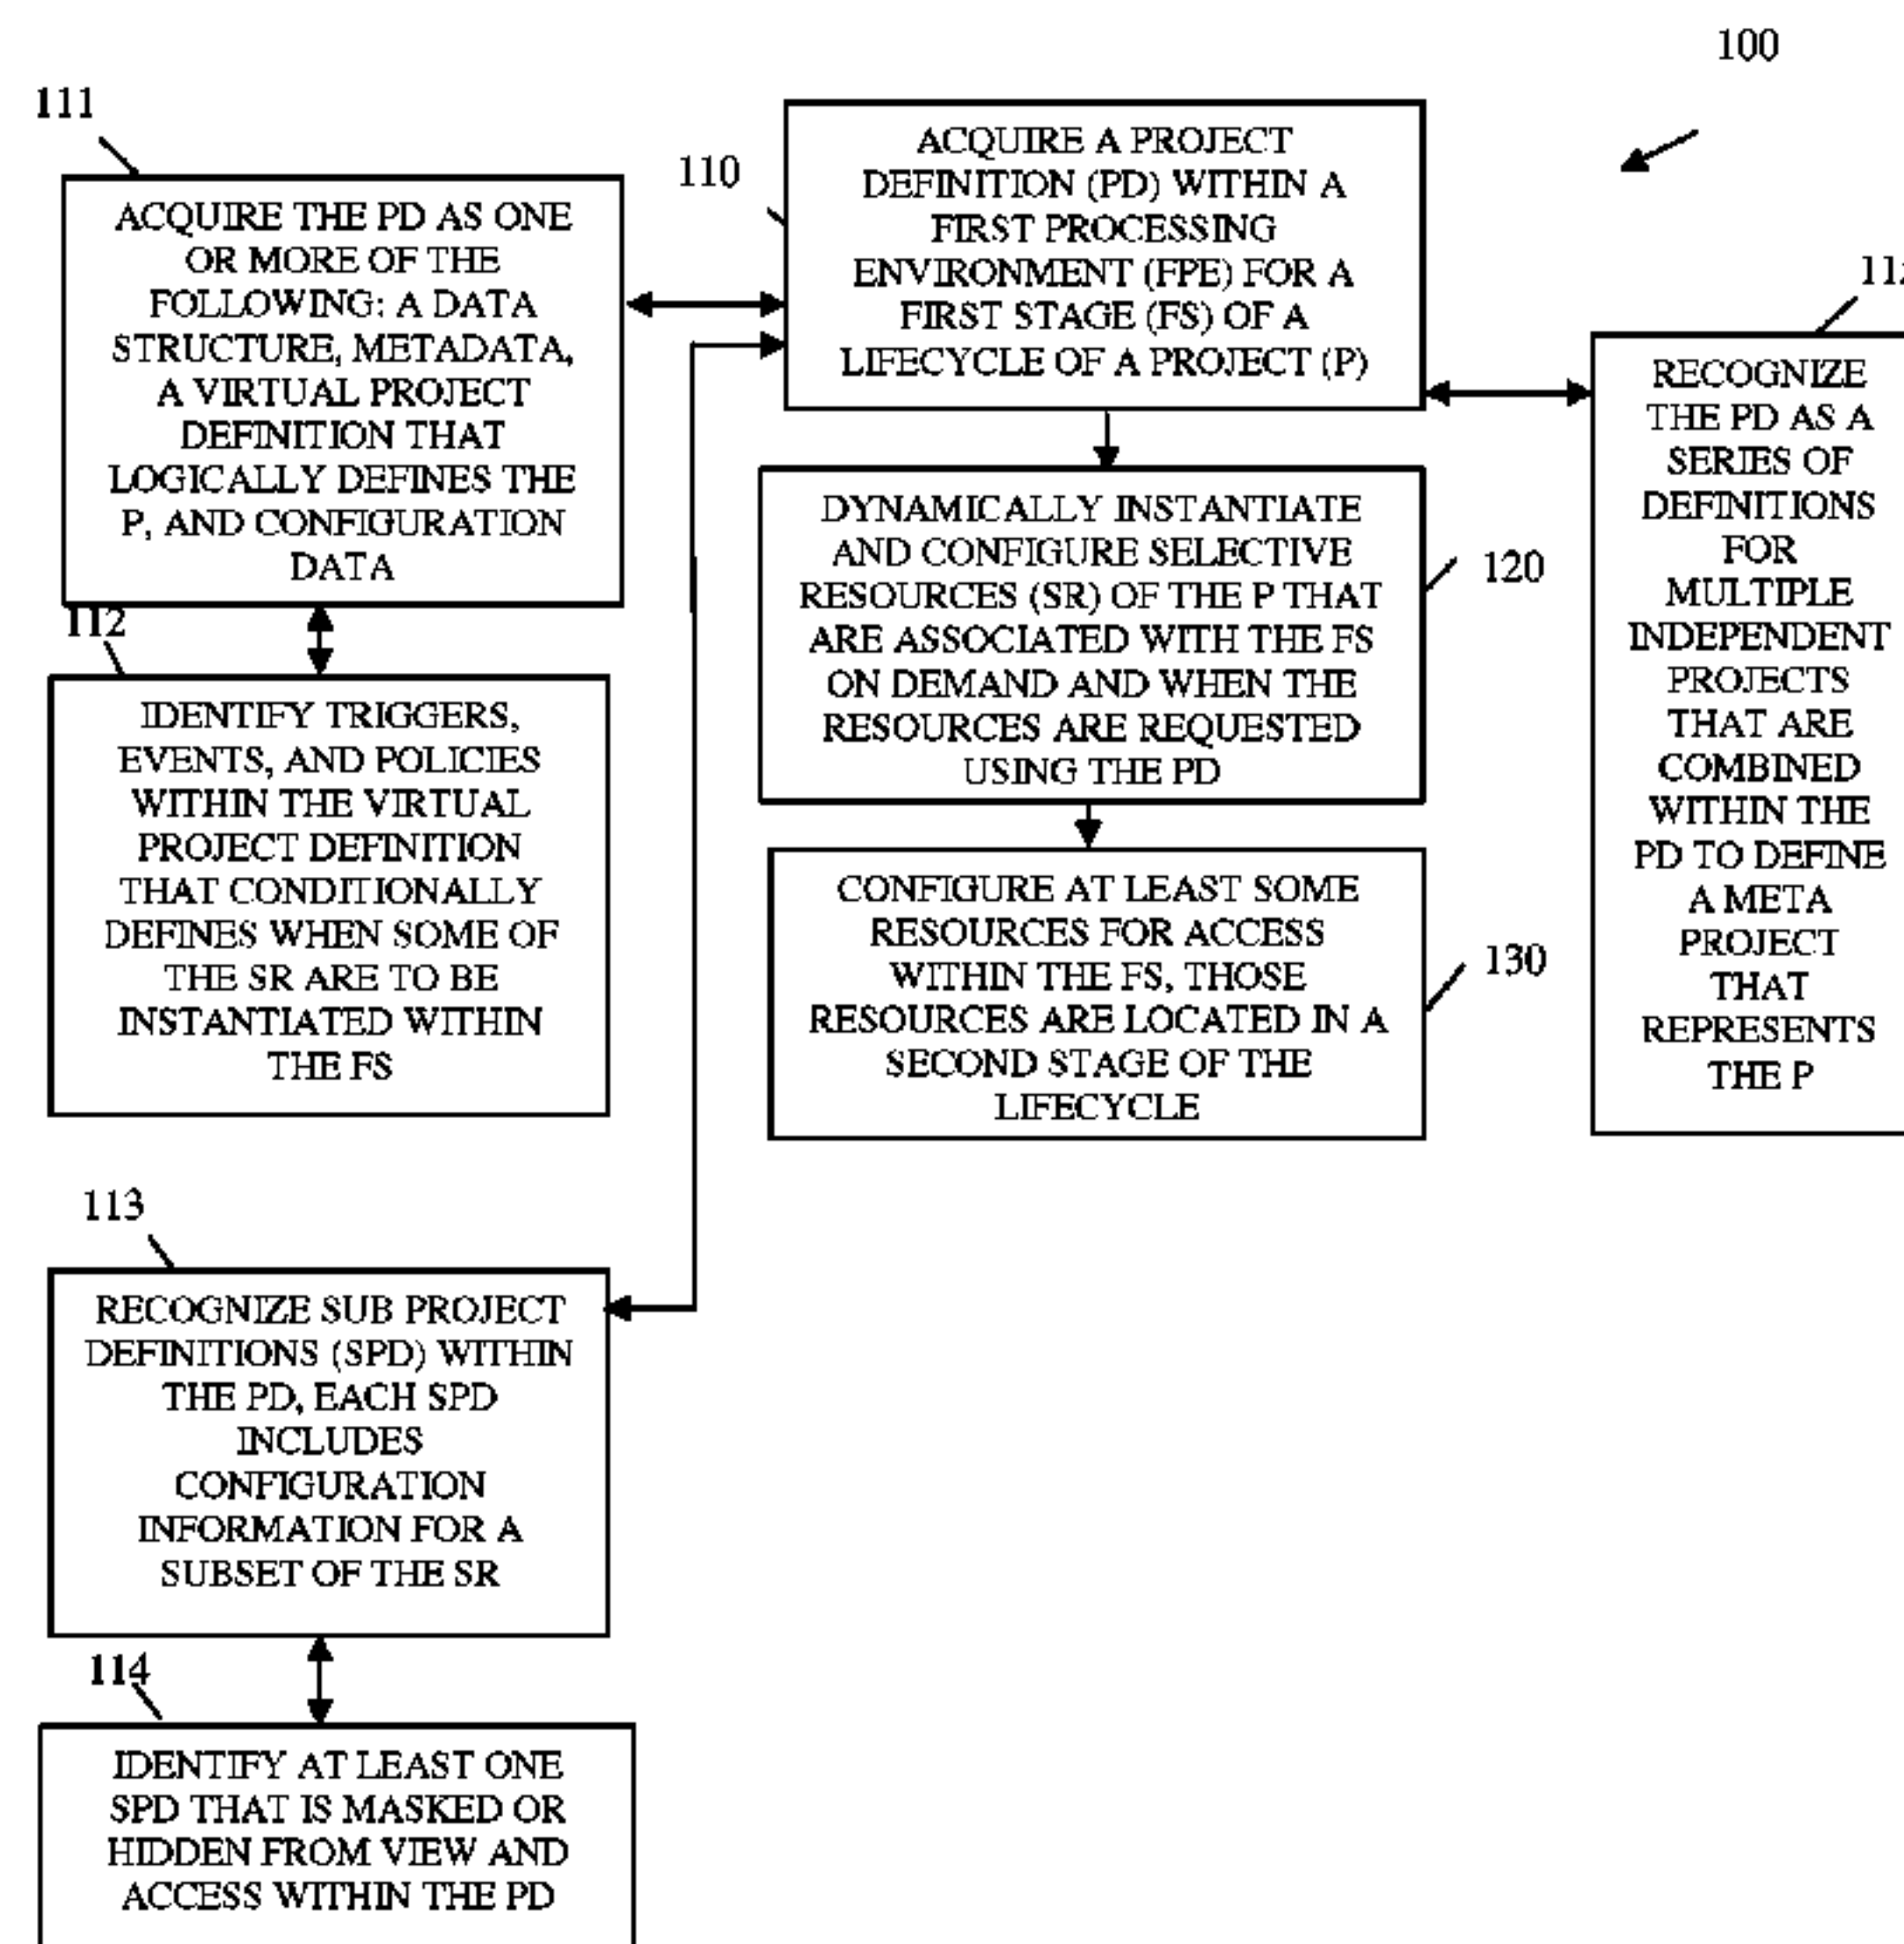 100
111
ACQUIRE THE PD AS ONE
OR MORE OF THE
FOLLOWING: A DATA
STRUCTURE, METADATA,
A VIRTUAL PROJECT
DEFINITION THAT
LOGICALLY DEFINES THE
P, AND CONFIGURATION
DATA
110
ACQUIRE A PROJECT
DEFINITION (PD) WITHIN A
FIRST PROCESSING
ENVIRONMENT (FPE) FOR A
FIRST STAGE (FS) OF A
LIFECYCLE OF A PROJECT (P)
RECOGNIZE
THE PD AS A
SERIES OF
DEFINITIONS
FOR
MULTIPLE
INDEPENDENT
PROJECTS
THAT ARE
COMBINED
WITHIN THE
PD TO DEFINE
A META
PROJECT
THAT
REPRESENTS
THE P
DYNAMICALLY INSTANTIATE
AND CONFIGURE SELECTIVE
RESOURCES (SR) OF THE P THAT
ARE ASSOCIATED WITH THE FS
ON DEMAND AND WHEN THE
RESOURCES ARE REQUESTED
USING THE PD
120
112
IDENTIFY TRIGGERS,
EVENTS, AND POLICIES
WITHIN THE VIRTUAL
PROJECT DEFINITION
THAT CONDITIONALLY
DEFINES WHEN SOME OF
THE SR ARE TO BE
INSTANTIATED WITHIN
THE FS
CONFIGURE AT LEAST SOME
RESOURCES FOR ACCESS
WITHIN THE FS, THOSE
RESOURCES ARE LOCATED IN A
SECOND STAGE OF THE
LIFECYCLE
130
113
RECOGNIZE SUB PROJECT
DEFINITIONS (SPD) WITHIN
THE PD, EACH SPD
INCLUDES
CONFIGURATION
INFORMATION FOR A
SUBSET OF THE SR
114
IDENTIFY AT LEAST ONE
SPD THAT IS MASKED OR
HIDDEN FROM VIEW AND
ACCESS WITHIN THE PD